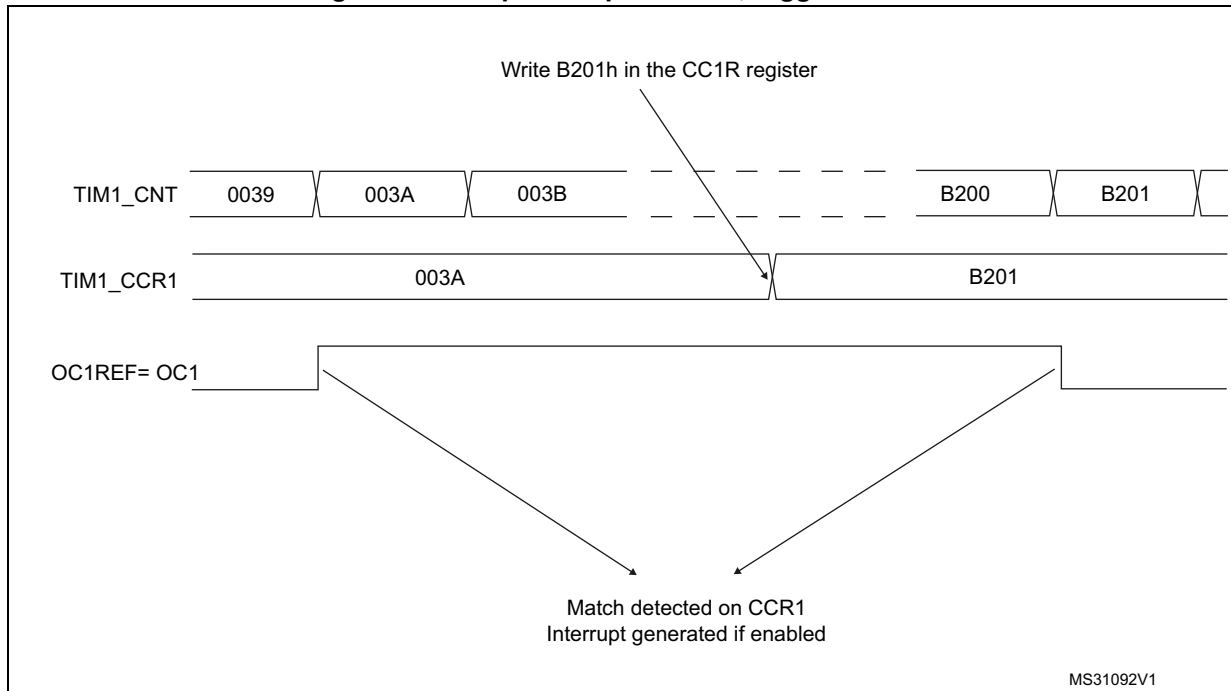 Write B201h in the CC1R register
TIM1_CNT 0039 003A 003B B200 B201
TIM1_CCR1 003A B201
OC1REF= OC1
Match detected on CCR1
Interrupt generated if enabled
MS31092V1